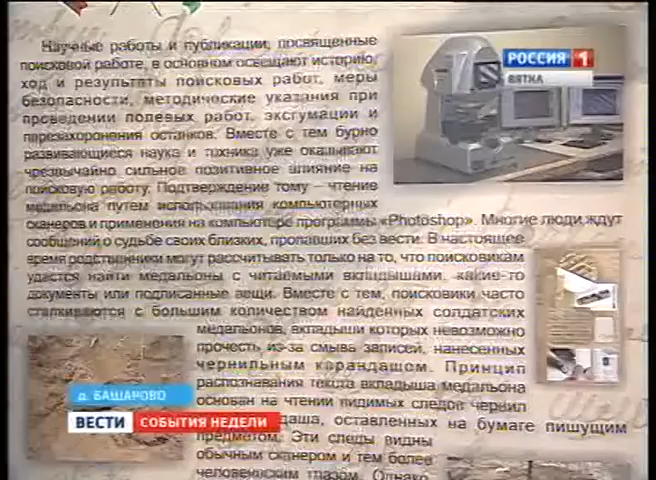 Научные работы и публикации, посвященные
поисковой работе, в основном освещают историю,
ход и результаты поисковых работ, меры
безопасности, методические указания при
проведении полевых работ, эксгумации и
перезахоронения останков. Вместе с тем бурно
развивающиеся наука и техника уже оказывают
чрезвычайно сильное позитивное влияние на
поисковую работу. Подтверждение тому – чтение
медальона путем использования компьютерных
сканеров и применения на компьютере программы «Photoshop». Многие люди ждут
сообщений о судьбе своих близких, пропавших без вести. В настоящее
время родственники могут рассчитывать только на то, что поисковикам
удастся найти медальоны с читаемыми вкладышами, какие-то
документы или подписанные вещи. Вместе с тем, поисковики часто
сталкиваются с большим количеством найденных солдатских
медальонов, вкладыши которых невозможно
прочесть из-за смыва записей, нанесенных
чернильным карандашом. Принцип
распознавания текста вкладыша медальона
основан на чтении видимых следов чернил
даша, оставленных на бумаге пишущим
предметом. Эти следы видны
обычным сканером и тем более
человеческим глазом. Однако
РОССИЯ 1
ВЯТКА
д. БАШАРОВО
ВЕСТИ СОБЫТИЯ НЕДЕЛИ